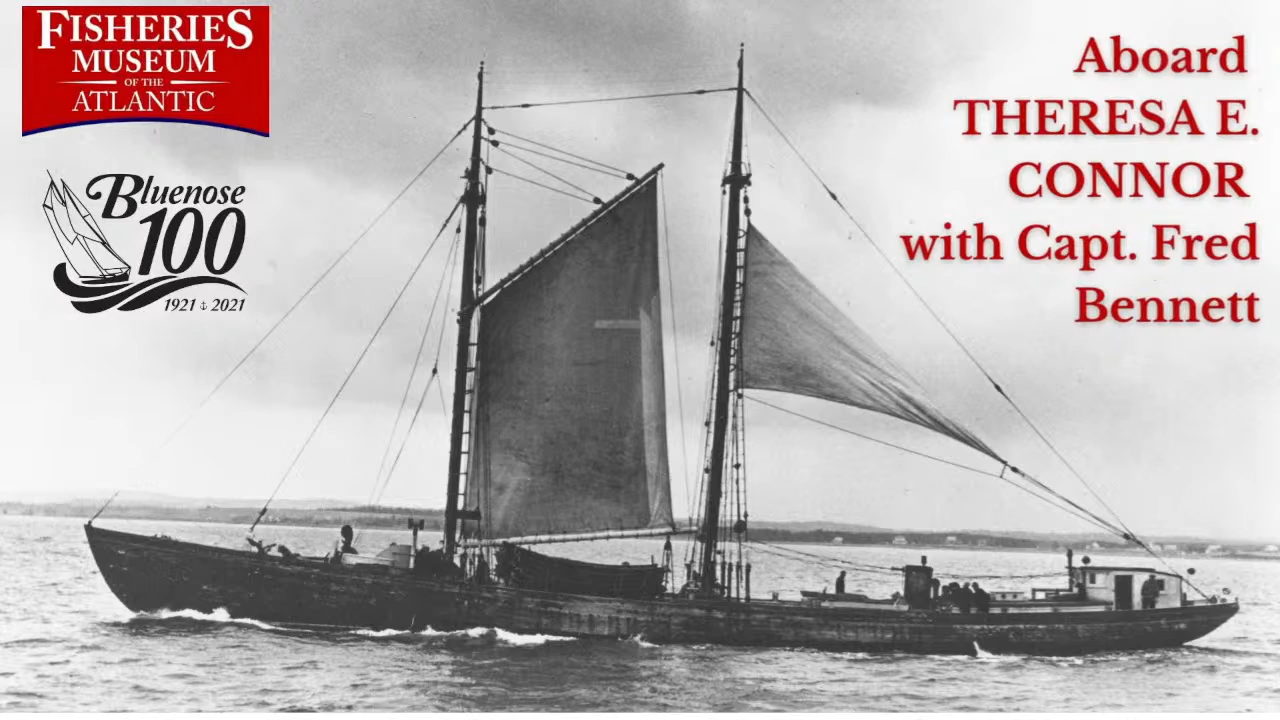 FISHERIES
MUSEUM
OF THE
ATLANTIC
Bluenose
100
1921 2021
Aboard
THERESA E.
CONNOR
with Capt. Fred
Bennett